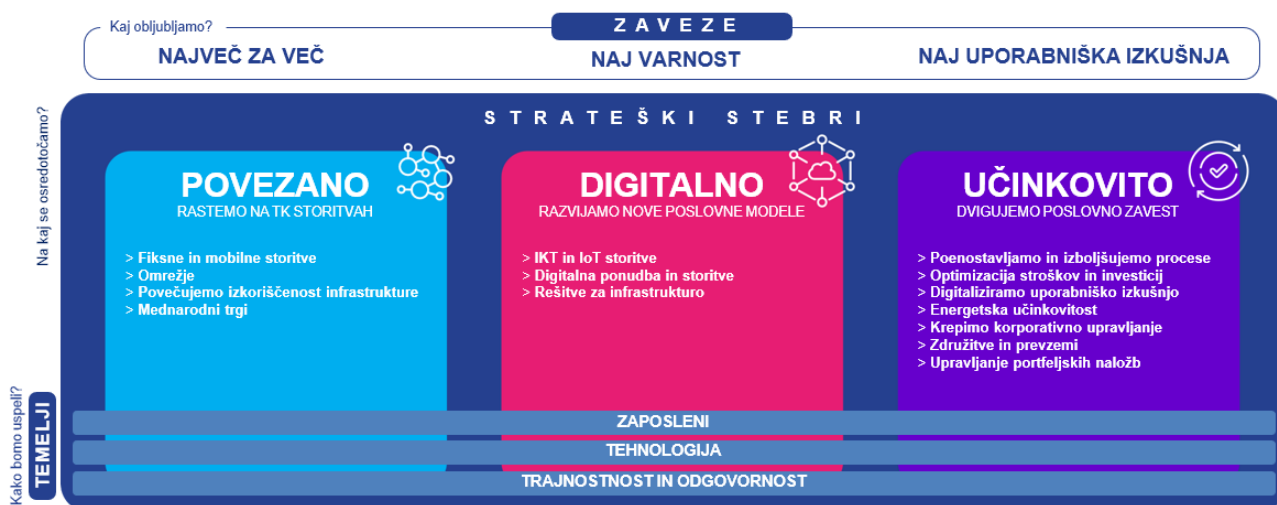 Kaj obljubljamo?
ZAVEZE
NAJVEČ ZA VEČ
NAJ VARNOST
NAJ UPORABNIŠKA IZKUŠNJA
Na kaj se osredotočamo?
STRATEŠKI STEBRI
POVEZANO
RASTEMO NA TK STORITVAH
> Fiksne in mobilne storitve
> Omrežje
> Povečujemo izkoriščenost infrastrukture
> Mednarodni trgi
DIGITALNO
RAZVIJAMO NOVE POSLOVNE MODELE
> IKT in IoT storitve
> Digitalna ponudba in storitve
> Rešitve za infrastrukturo
UČINKOVITO
DVIGUJEMO POSLOVNO ZAVEST
> Poenostavljamo in izboljšujemo procese
> Optimizacija stroškov in investicij
> Digitaliziramo uporabniško izkušnjo
> Energetska učinkovitost
> Krepimo korporativno upravljanje
> Združitve in prevzemi
> Upravljanje portfeljskih naložb
Kako bomo uspeli?
TEMELJI
ZAPOSLENI
TEHNOLOGIJA
TRAJNOSTNOST IN ODGOVORNOST